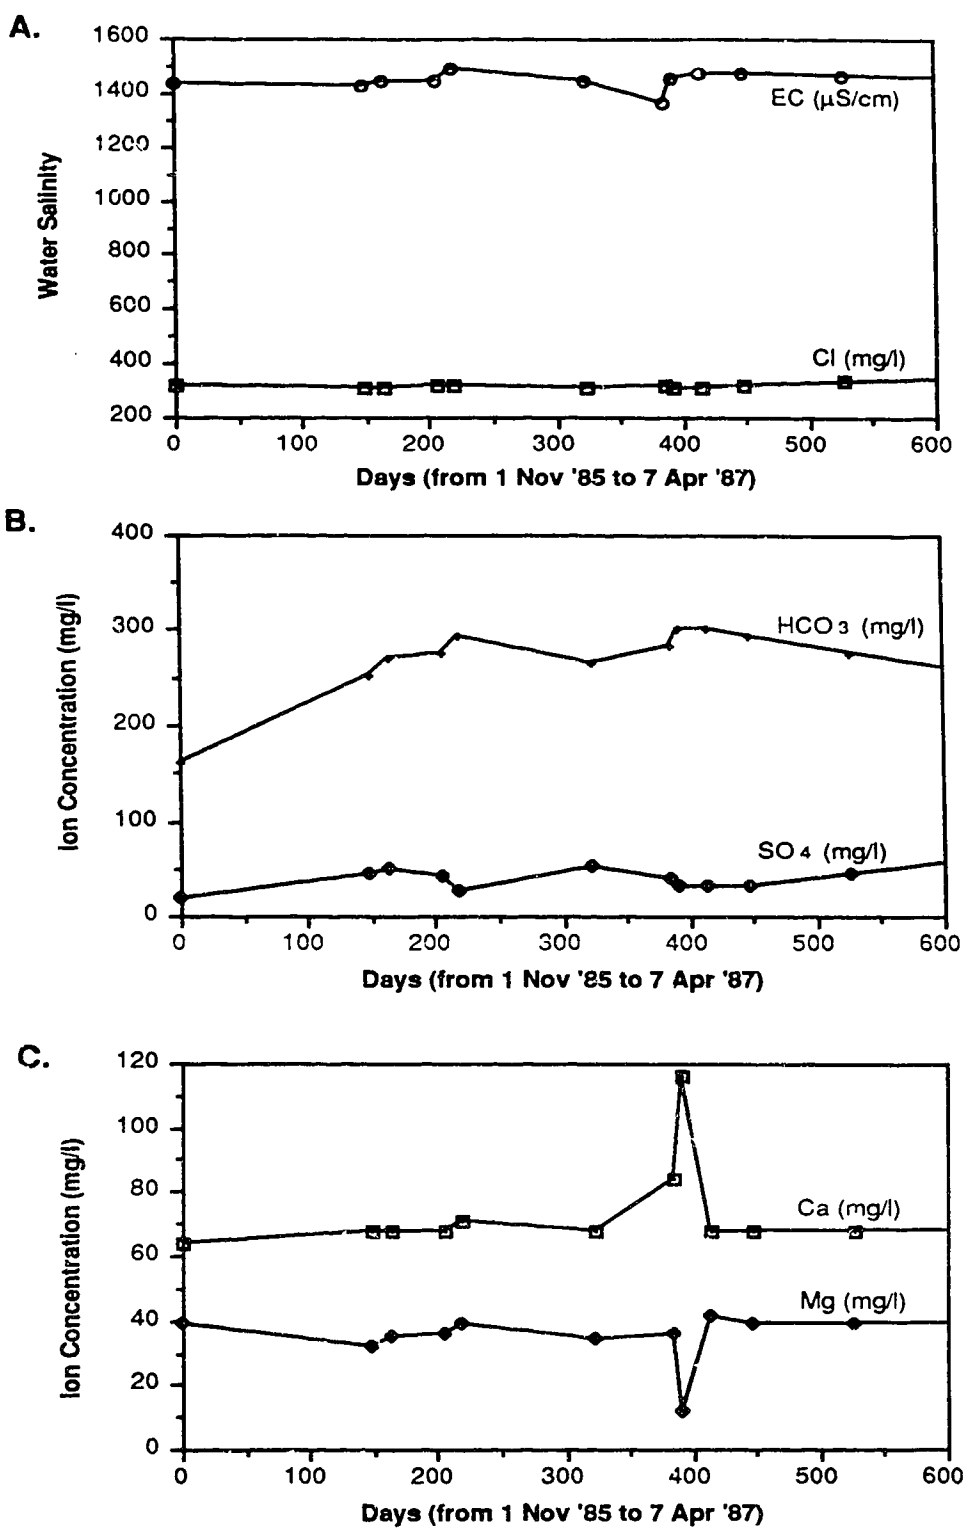 A.
1600
1400
1200
1000
800
600
400
200
Water Salinity
EC (µS/cm)
Cl (mg/l)
0 100 200 300 400 500 600
Days (from 1 Nov '85 to 7 Apr '87)
B.
400
300
200
100
0
Ion Concentration (mg/l)
HCO3 (mg/l)
SO4 (mg/l)
0 100 200 300 400 500 600
Days (from 1 Nov '85 to 7 Apr '87)
C.
120
100
80
60
40
20
0
Ion Concentration (mg/l)
Ca (mg/l)
Mg (mg/l)
0 100 200 300 400 500 600
Days (from 1 Nov '85 to 7 Apr '87)